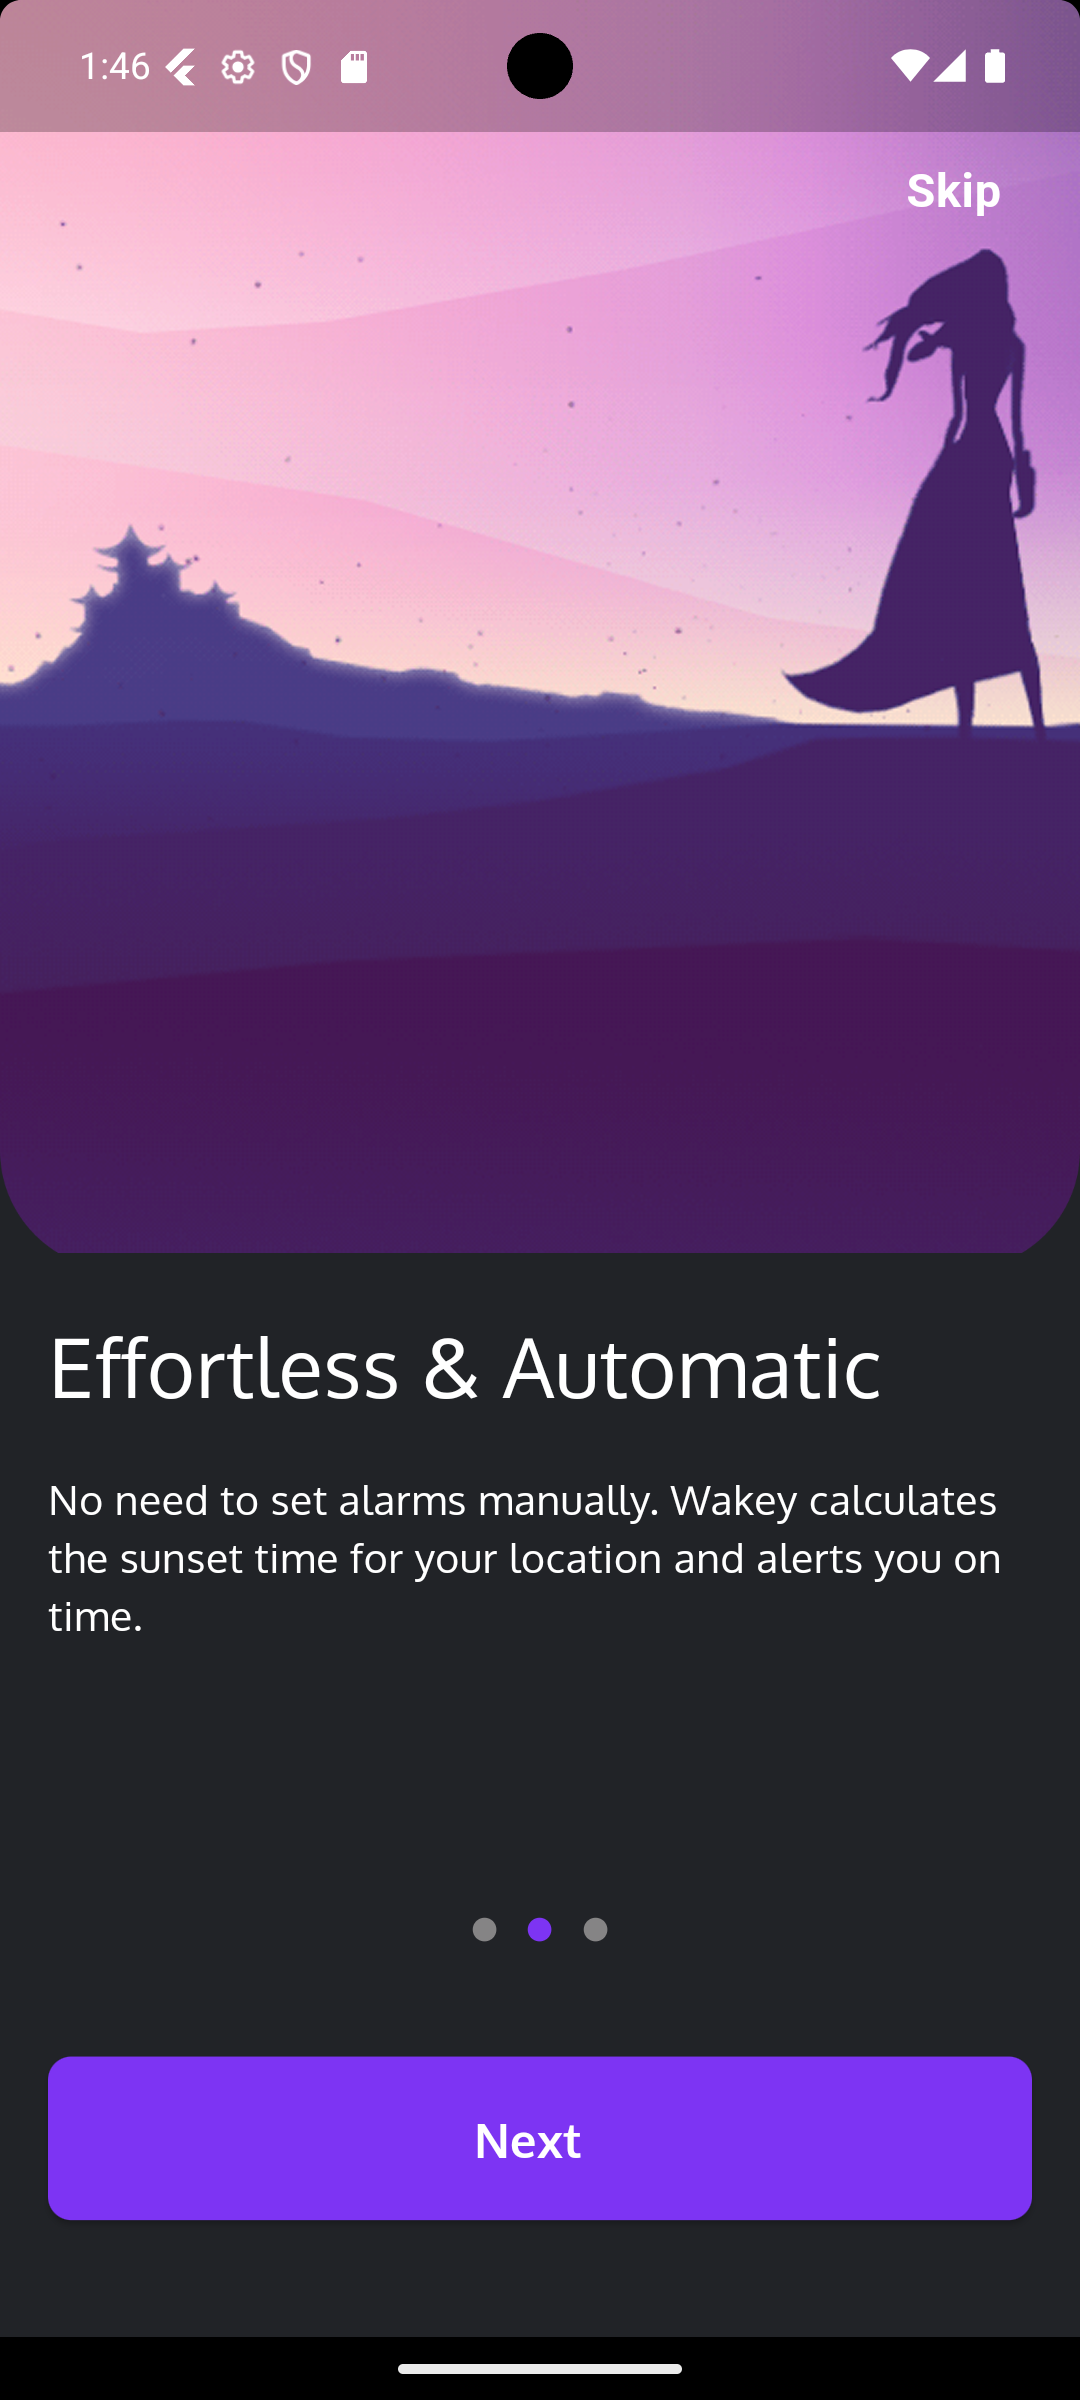 1:46
Skip
Effortless & Automatic
No need to set alarms manually. Wakey calculates
the sunset time for your location and alerts you on
time.
Next